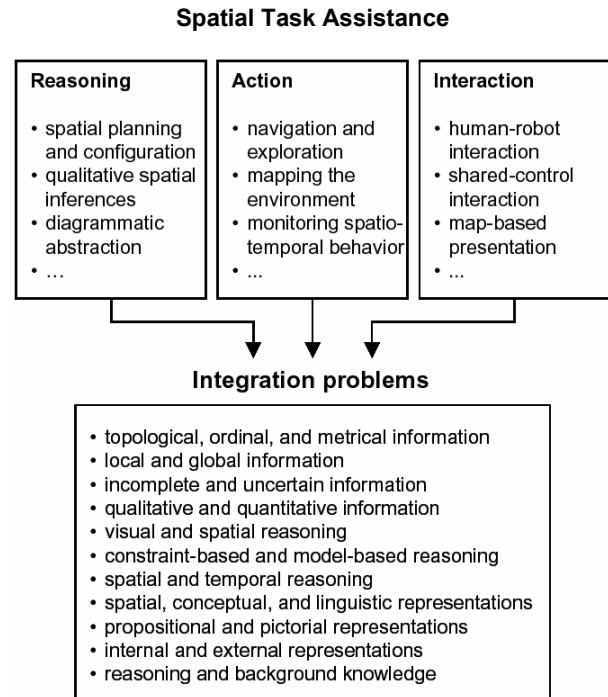 Spatial Task Assistance
Reasoning
• spatial planning
and configuration
• qualitative spatial
inferences
• diagrammatic
abstraction
• …
Action
• navigation and
exploration
• mapping the
environment
• monitoring spatio-
temporal behavior
• ...
Interaction
• human-robot
interaction
• shared-control
interaction
• map-based
presentation
• ...
Integration problems
• topological, ordinal, and metrical information
• local and global information
• incomplete and uncertain information
• qualitative and quantitative information
• visual and spatial reasoning
• constraint-based and model-based reasoning
• spatial and temporal reasoning
• spatial, conceptual, and linguistic representations
• propositional and pictorial representations
• internal and external representations
• reasoning and background knowledge